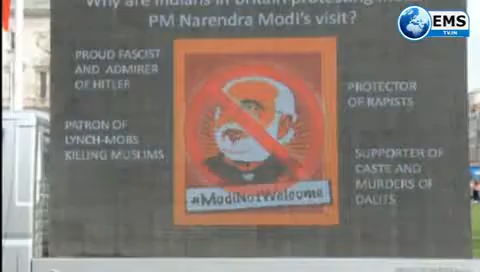 Why are Indians in Britain protesting
PM Narendra Modi's visit?
EMS
TV.IN
PROUD FASCIST
AND ADMIRER
OF HITLER
PROTECTOR
OF RAPISTS
PATRON OF
LYNCH-MOBS
KILLING MUSLIMS
SUPPORTER OF
CASTE AND
MURDERS OF
DALITS
#ModiNotWelcome